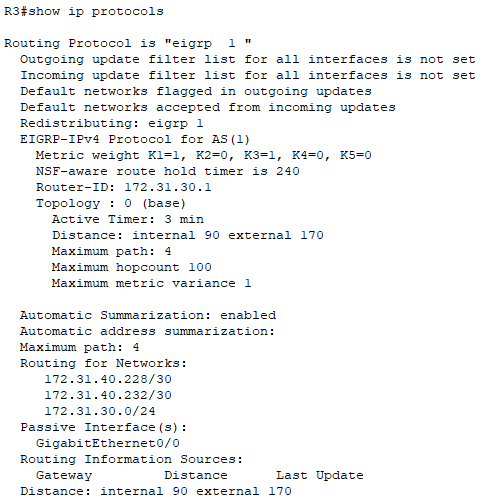 R3#show ip protocols

Routing Protocol is "eigrp  1 "
  Outgoing update filter list for all interfaces is not set
  Incoming update filter list for all interfaces is not set
  Default networks flagged in outgoing updates
  Default networks accepted from incoming updates
  Redistributing: eigrp 1
  EIGRP-IPv4 Protocol for AS(1)
    Metric weight K1=1, K2=0, K3=1, K4=0, K5=0
    NSF-aware route hold timer is 240
    Router-ID: 172.31.30.1
    Topology : 0 (base)
      Active Timer: 3 min
      Distance: internal 90 external 170
      Maximum path: 4
      Maximum hopcount 100
      Maximum metric variance 1

  Automatic Summarization: enabled
  Automatic address summarization:
  Maximum path: 4
  Routing for Networks:
     172.31.40.228/30
     172.31.40.232/30
     172.31.30.0/24
  Passive Interface(s):
    GigabitEthernet0/0
  Routing Information Sources:
    Gateway         Distance      Last Update
  Distance: internal 90 external 170